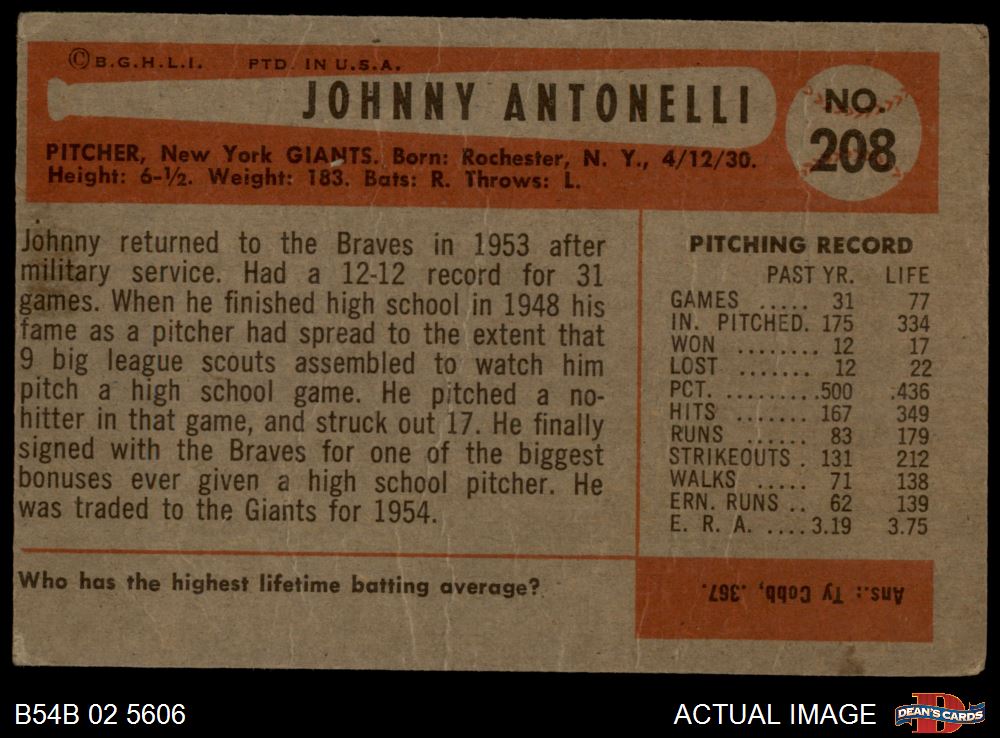 ©B.G.H.L.I. PTD. IN U.S.A.
JOHNNY ANTONELLI
NO.
208
PITCHER, New York GIANTS. Born: Rochester, N. Y., 4/12/30.
Height: 6-½. Weight: 183. Bats: R. Throws: L.
Johnny returned to the Braves in 1953 after
military service. Had a 12-12 record for 31
games. When he finished high school in 1948 his
fame as a pitcher had spread to the extent that
9 big league scouts assembled to watch him
pitch a high school game. He pitched a no-
hitter in that game, and struck out 17. He finally
signed with the Braves for one of the biggest
bonuses ever given a high school pitcher. He
was traded to the Giants for 1954.
PITCHING RECORD
PAST YR. LIFE
GAMES ..... 31 77
IN. PITCHED. 175 334
WON ........ 12 17
LOST ....... 12 22
PCT. .........500 .436
HITS ....... 167 349
RUNS ...... 83 179
STRIKEOUTS . 131 212
WALKS ..... 71 138
ERN. RUNS .. 62 139
E. R. A. ....3.19 3.75
Who has the highest lifetime batting average?
Ans.: Ty Cobb, .367.
B54B 02 5606
ACTUAL IMAGE
DEAN'S CARDS